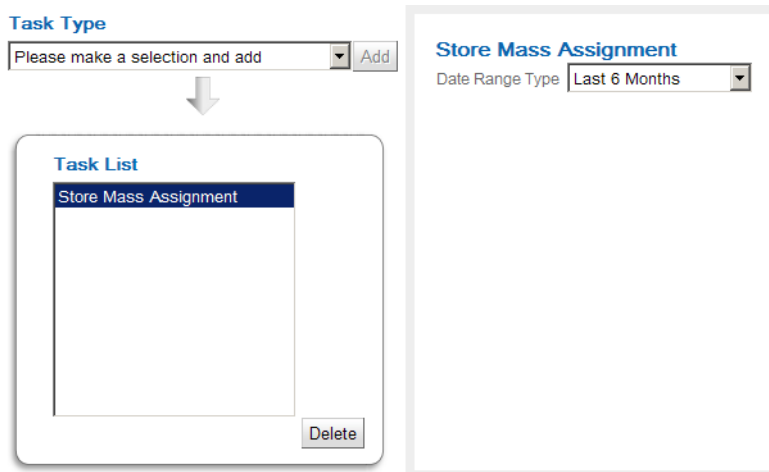 Task Type
Please make a selection and add
Add
Task List
Store Mass Assignment
Delete
Store Mass Assignment
Date Range Type Last 6 Months